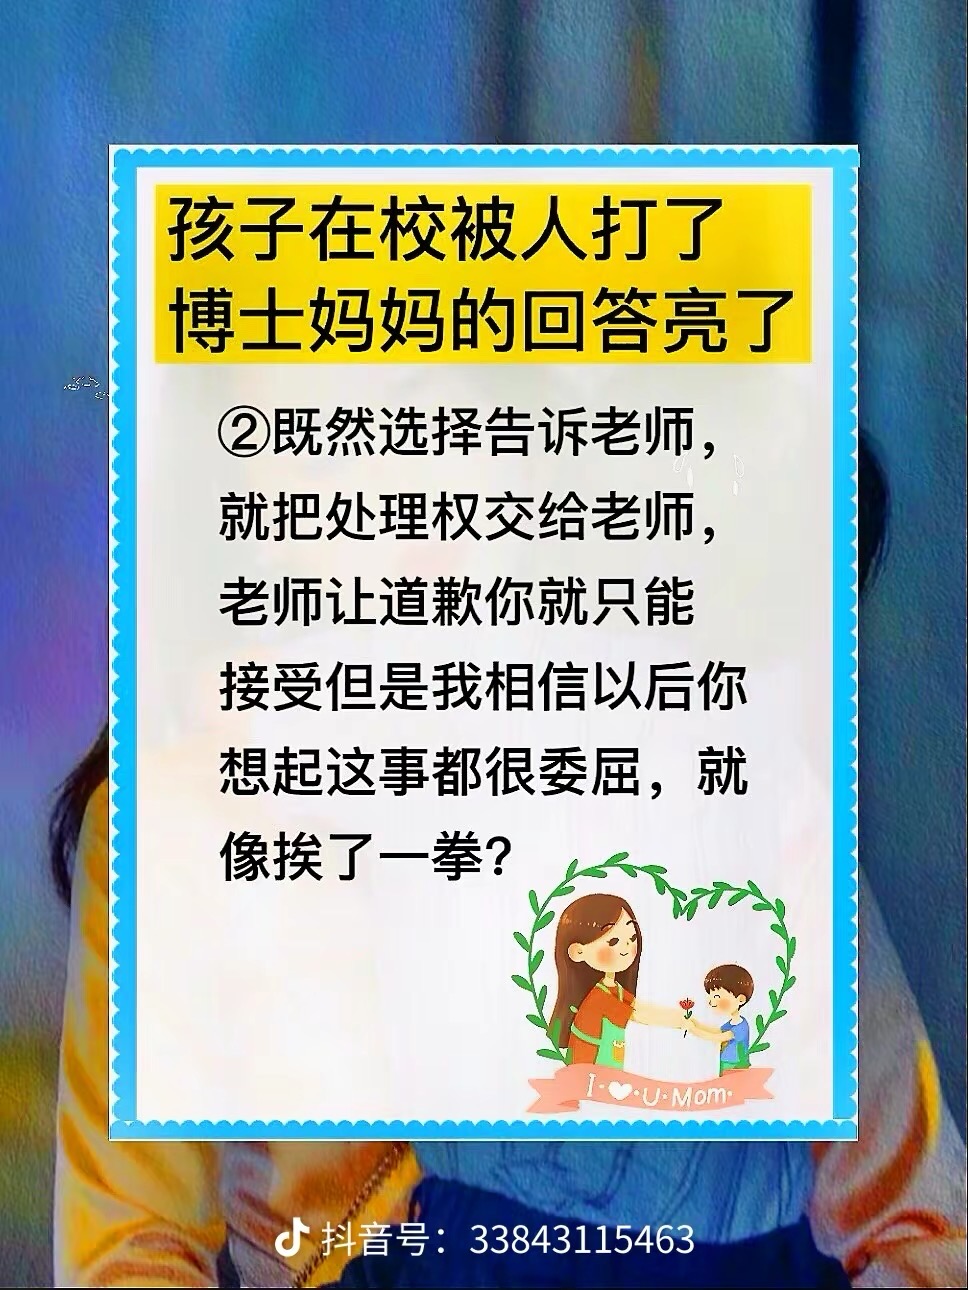 孩子在校被人打了
博士妈妈的回答亮了
②既然选择告诉老师，
就把处理权交给老师，
老师让道歉你就只能
接受但是我相信以后你
想起这事都很委屈，就
像挨了一拳？
I·U·Mom·
抖音号：33843115463